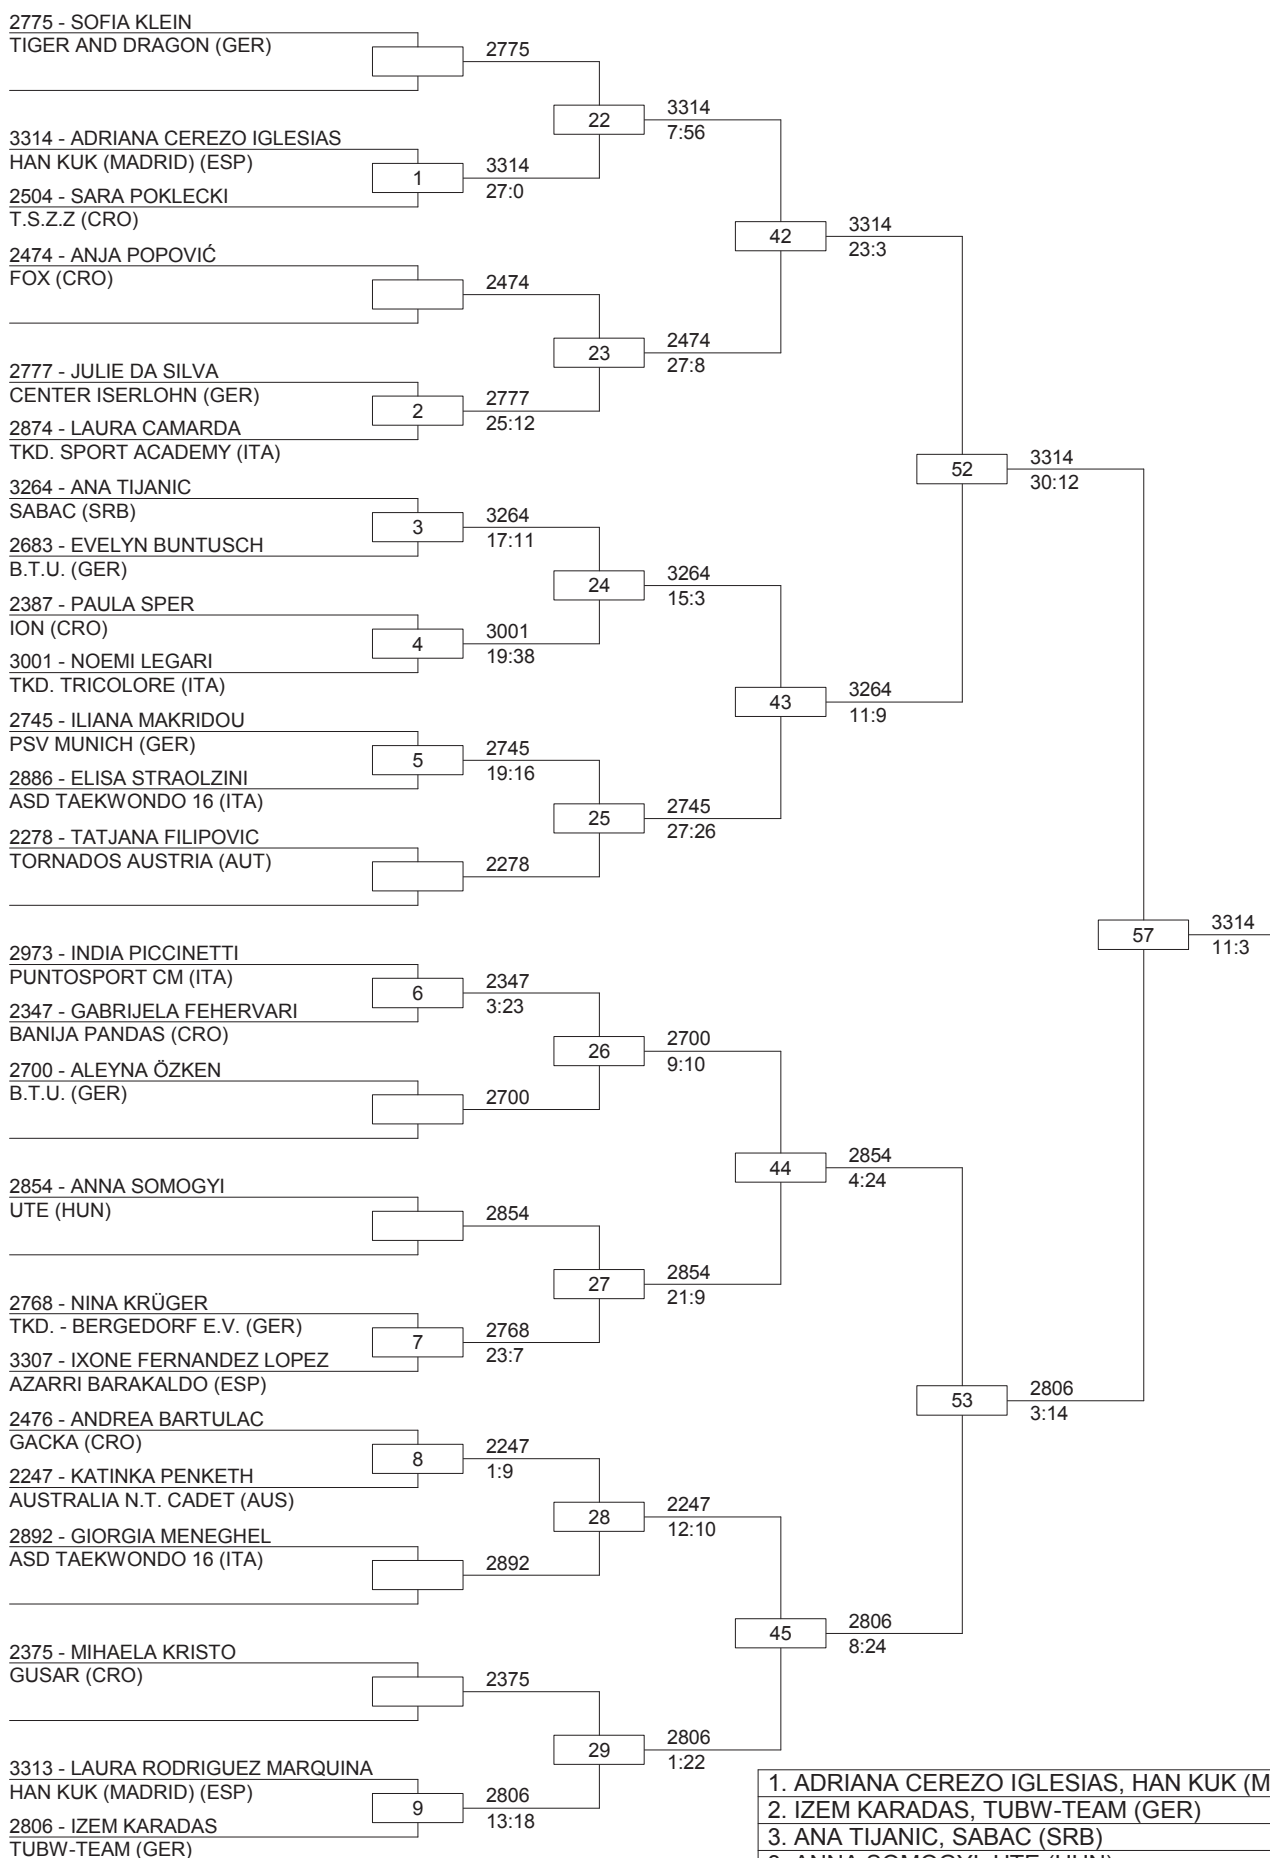 2775 - SOFIA KLEIN
TIGER AND DRAGON (GER)
2775
22
3314
7:56
3314 - ADRIANA CEREZO IGLESIAS
HAN KUK (MADRID) (ESP)
1
3314
27:0
2504 - SARA POKLECKI
T.S.Z.Z (CRO)
42
3314
23:3
2474 - ANJA POPOVIĆ
FOX (CRO)
2474
23
2474
27:8
2777 - JULIE DA SILVA
CENTER ISERLOHN (GER)
2
2777
25:12
2874 - LAURA CAMARDA
TKD. SPORT ACADEMY (ITA)
52
3314
30:12
3264 - ANA TIJANIC
SABAC (SRB)
3
3264
17:11
2683 - EVELYN BUNTUSCH
B.T.U. (GER)
24
3264
15:3
2387 - PAULA SPER
ION (CRO)
4
3001
19:38
3001 - NOEMI LEGARI
TKD. TRICOLORE (ITA)
43
3264
11:9
2745 - ILIANA MAKRIDOU
PSV MUNICH (GER)
5
2745
19:16
2886 - ELISA STRAOLZINI
ASD TAEKWONDO 16 (ITA)
25
2745
27:26
2278 - TATJANA FILIPOVIC
TORNADOS AUSTRIA (AUT)
2278
57
3314
11:3
2973 - INDIA PICCINETTI
PUNTOSPORT CM (ITA)
6
2347
3:23
2347 - GABRIJELA FEHERVARI
BANIJA PANDAS (CRO)
26
2700
9:10
2700 - ALEYNA ÖZKEN
B.T.U. (GER)
2700
44
2854
4:24
2854 - ANNA SOMOGYI
UTE (HUN)
2854
27
2854
21:9
2768 - NINA KRÜGER
TKD. - BERGEDORF E.V. (GER)
7
2768
23:7
3307 - IXONE FERNANDEZ LOPEZ
AZARRI BARAKALDO (ESP)
53
2806
3:14
2476 - ANDREA BARTULAC
GACKA (CRO)
8
2247
1:9
2247 - KATINKA PENKETH
AUSTRALIA N.T. CADET (AUS)
28
2247
12:10
2892 - GIORGIA MENEGHEL
ASD TAEKWONDO 16 (ITA)
2892
45
2806
8:24
2375 - MIHAELA KRISTO
GUSAR (CRO)
2375
29
2806
1:22
3313 - LAURA RODRIGUEZ MARQUINA
HAN KUK (MADRID) (ESP)
9
2806
13:18
2806 - IZEM KARADAS
TUBW-TEAM (GER)
1. ADRIANA CEREZO IGLESIAS, HAN KUK (M
2. IZEM KARADAS, TUBW-TEAM (GER)
3. ANA TIJANIC, SABAC (SRB)
3. ANNA SOMOGYI, UTE (HUN)